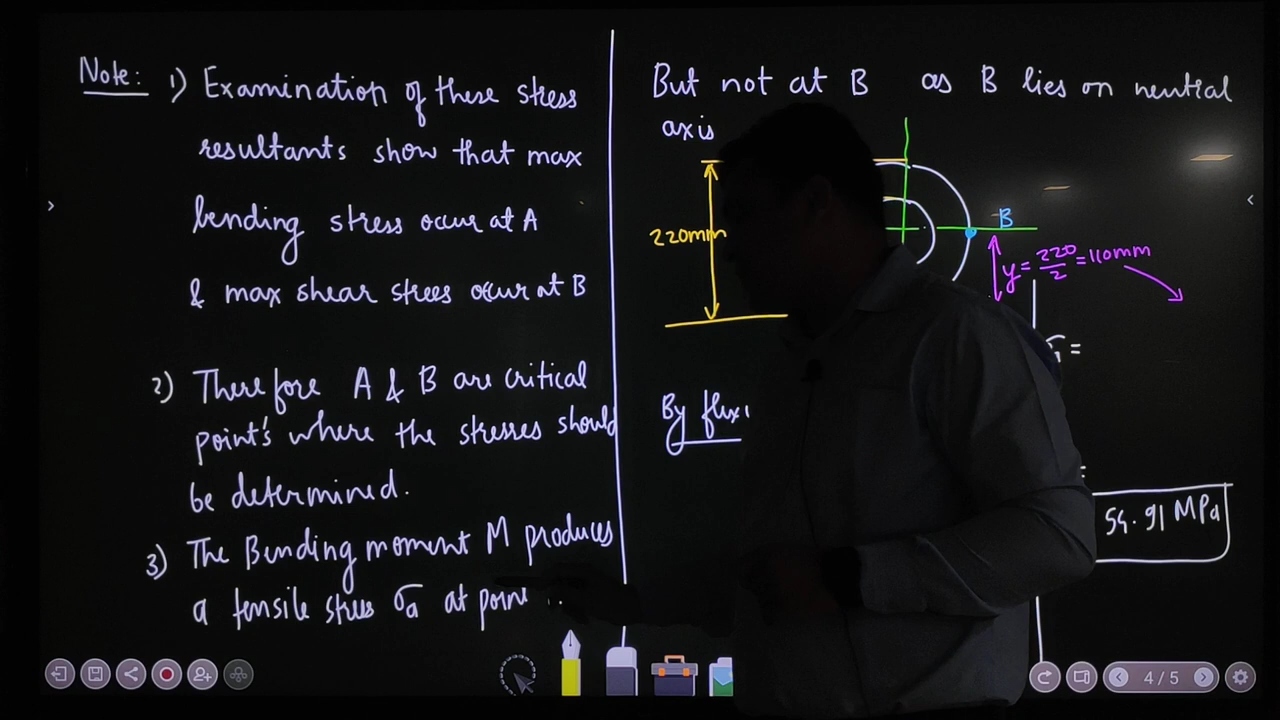 Note: 1) Examination of these stress
resultants show that max
bending stress occur at A
& max shear strees occur at B
2) Therefore A & B are critical
point's where the stresses should
be determined.
3) The Bending moment M produces
a tensile stress σa at point
But not at B as B lies on neutral
axis
220mm
B
y = 220/2 = 110mm
σ1 =
By
=
54.91 MPa
4/5